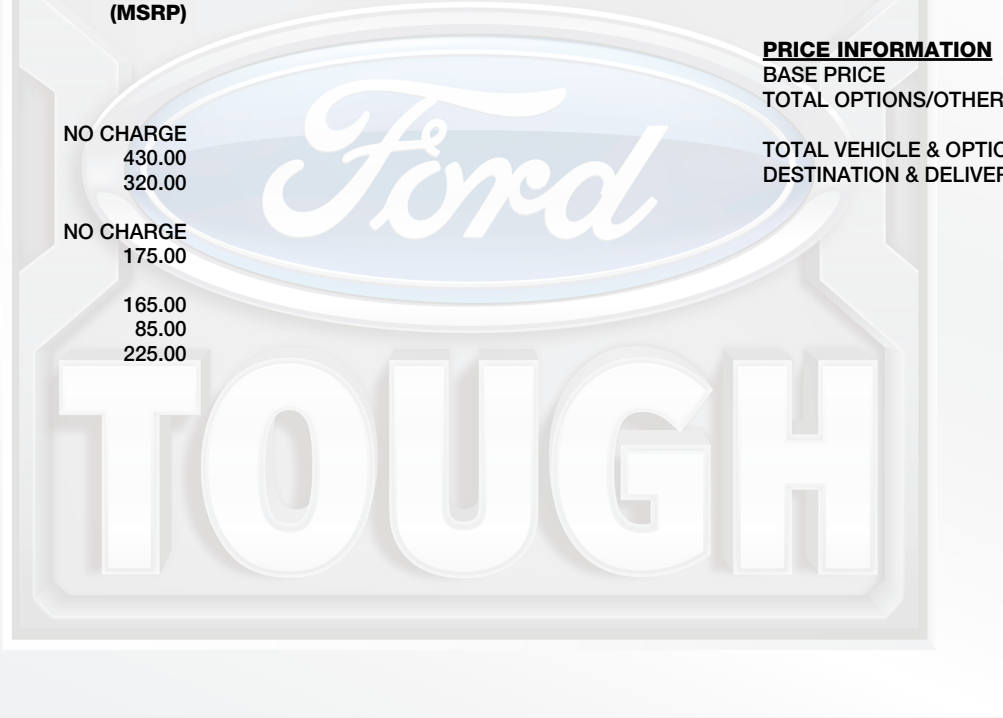 (MSRP)
NO CHARGE
430.00
320.00
NO CHARGE
175.00
165.00
85.00
225.00
PRICE INFORMATION
BASE PRICE
TOTAL OPTIONS/OTHER
TOTAL VEHICLE & OPTIO
DESTINATION & DELIVER
Ford
TOUGH